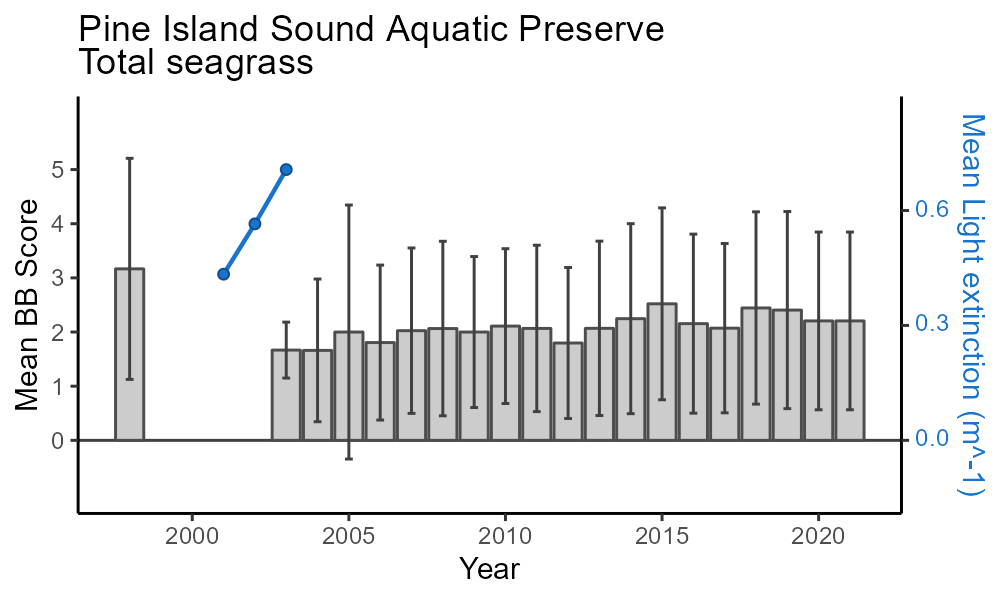 Pine Island Sound Aquatic Preserve
Total seagrass
Mean BB Score
5
4
3
2
1
0
0.6
0.3
0.0
Mean Light extinction (m^-1)
2000
2005
2010
2015
2020
Year